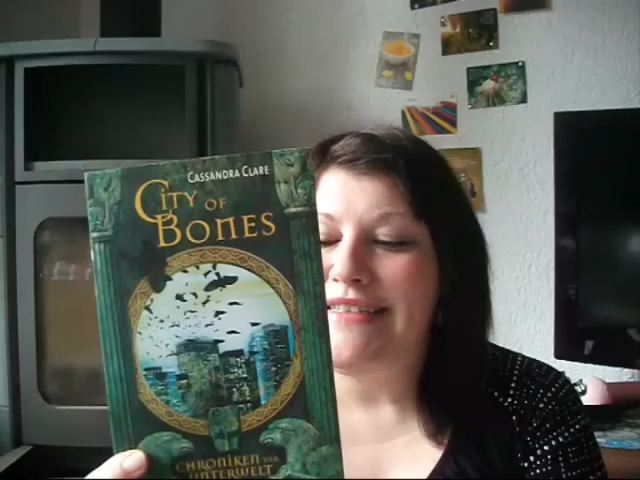 CASSANDRA CLARE
CITY OF
BONES
CHRONIKEN DER
UNTERWELT